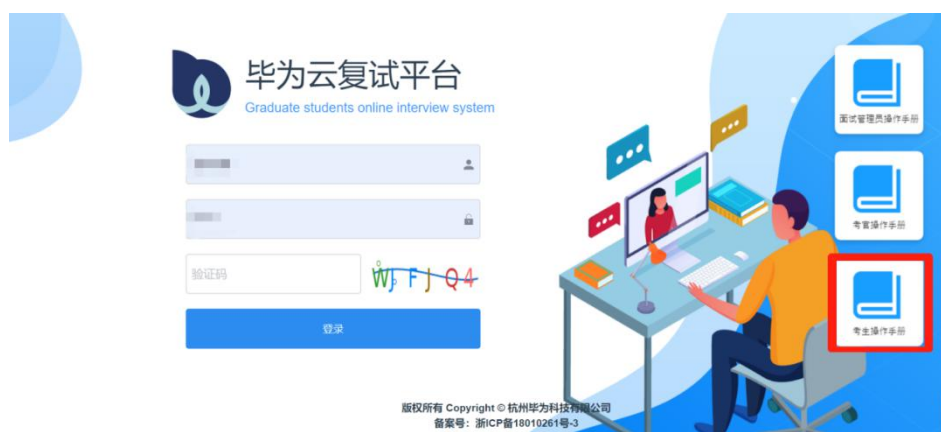 毕为云复试平台
Graduate students online interview system
验证码
登录
面试管理员操作手册
考官操作手册
考生操作手册
版权所有 Copyright © 杭州毕为科技有限公司
备案号：浙ICP备18010261号-3